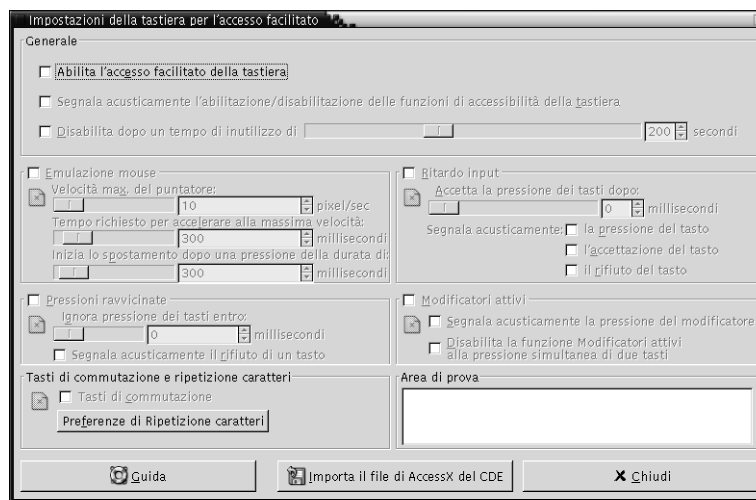 Impostazioni della tastiera per l'accesso facilitato
Generale
Abilita l'accesso facilitato della tastiera
Segnala acusticamente l'abilitazione/disabilitazione delle funzioni di accessibilità della tastiera
Disabilita dopo un tempo di inutilizzo di 200 secondi
Emulazione mouse
Velocità max. del puntatore:
10 pixel/sec
Tempo richiesto per accelerare alla massima velocità:
300 millisecondi
Inizia lo spostamento dopo una pressione della durata di:
300 millisecondi
Ritardo input
Accetta la pressione dei tasti dopo:
0 millisecondi
Segnala acusticamente: la pressione del tasto
l'accettazione del tasto
il rifiuto del tasto
Pressioni ravvicinate
Ignora pressione dei tasti entro:
0 millisecondi
Segnala acusticamente il rifiuto di un tasto
Modificatori attivi
Segnala acusticamente la pressione del modificatore
Disabilita la funzione Modificatori attivi
alla pressione simultanea di due tasti
Tasti di commutazione e ripetizione caratteri
Tasti di commutazione
Preferenze di Ripetizione caratteri
Area di prova
Guida
Importa il file di AccessX del CDE
Chiudi